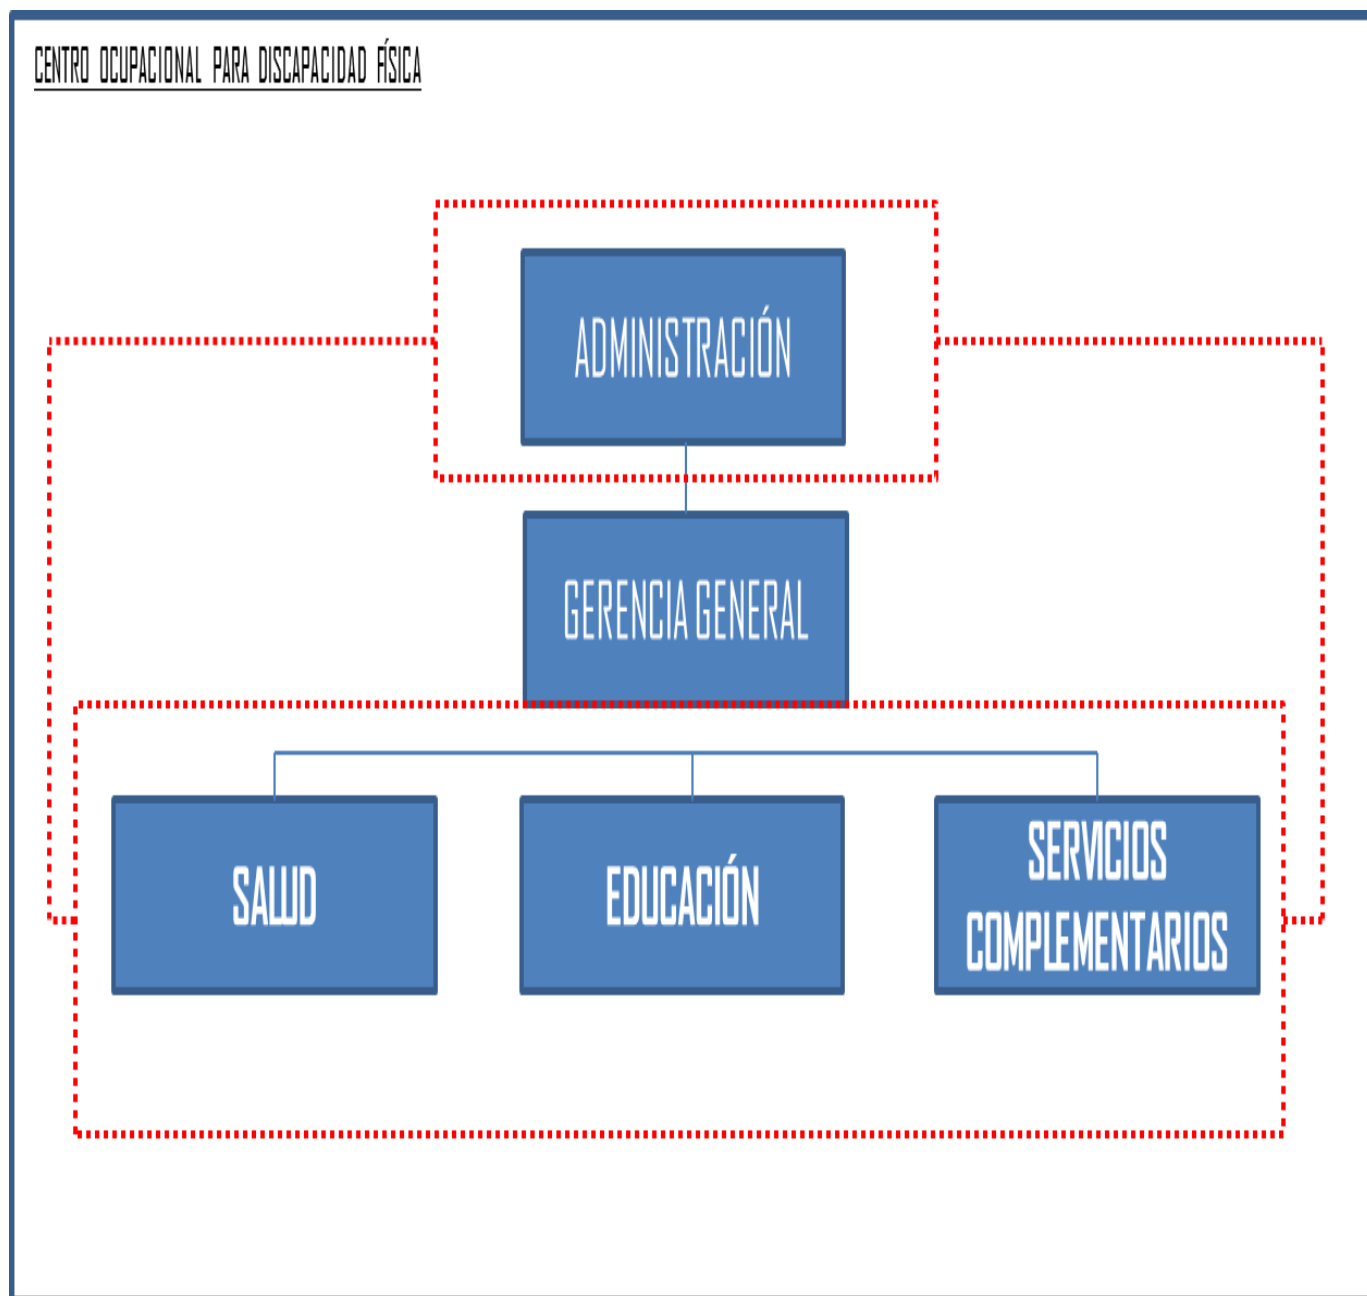 CENTRO OCUPACIONAL PARA DISCAPACIDAD FÍSICA
ADMINISTRACIÓN
GERENCIA GENERAL
SALUD
EDUCACIÓN
SERVICIOS
COMPLEMENTARIOS